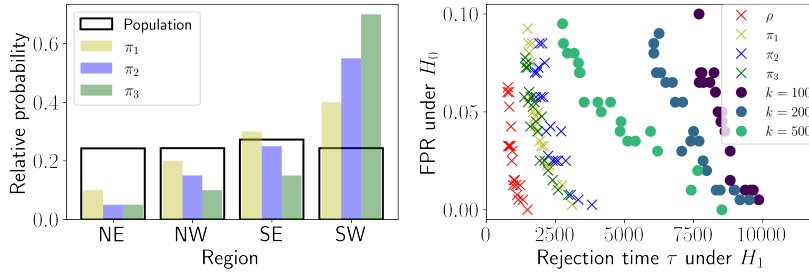 Relative probability
0.6
0.4
0.2
0.0
Population
π₁
π₂
π₃
NE NW SE SW
Region
FPR under H₀
0.10
0.05
0.00
ρ
π₁
π₂
π₃
k = 100
k = 200
k = 500
0 2500 5000 7500 10000
Rejection time τ under H₁